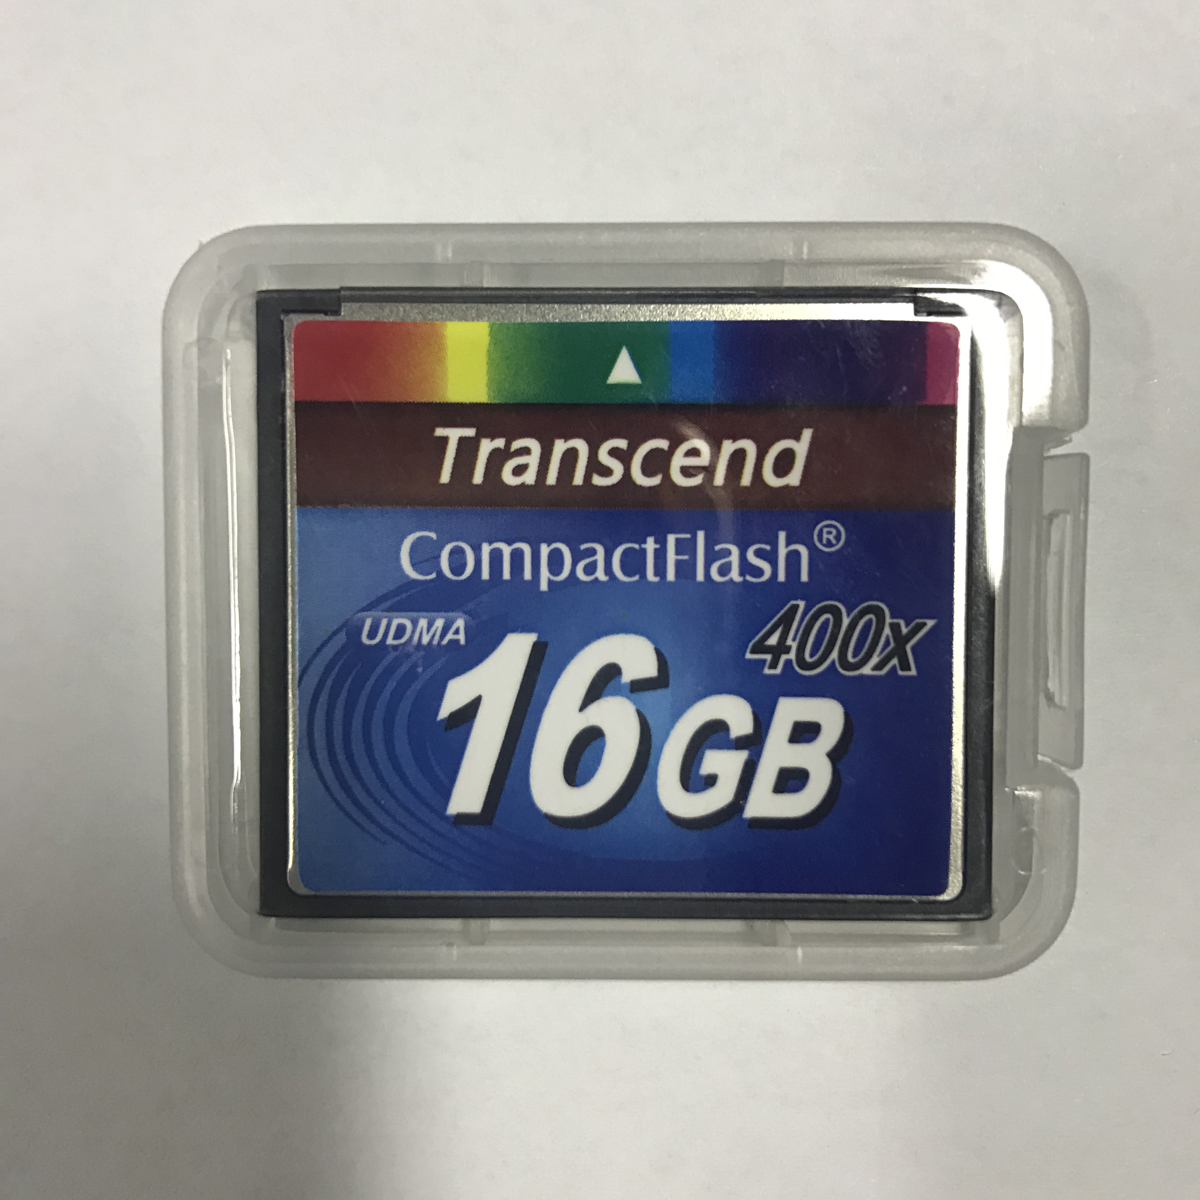 Transcend
CompactFlash®
UDMA
400x
16GB